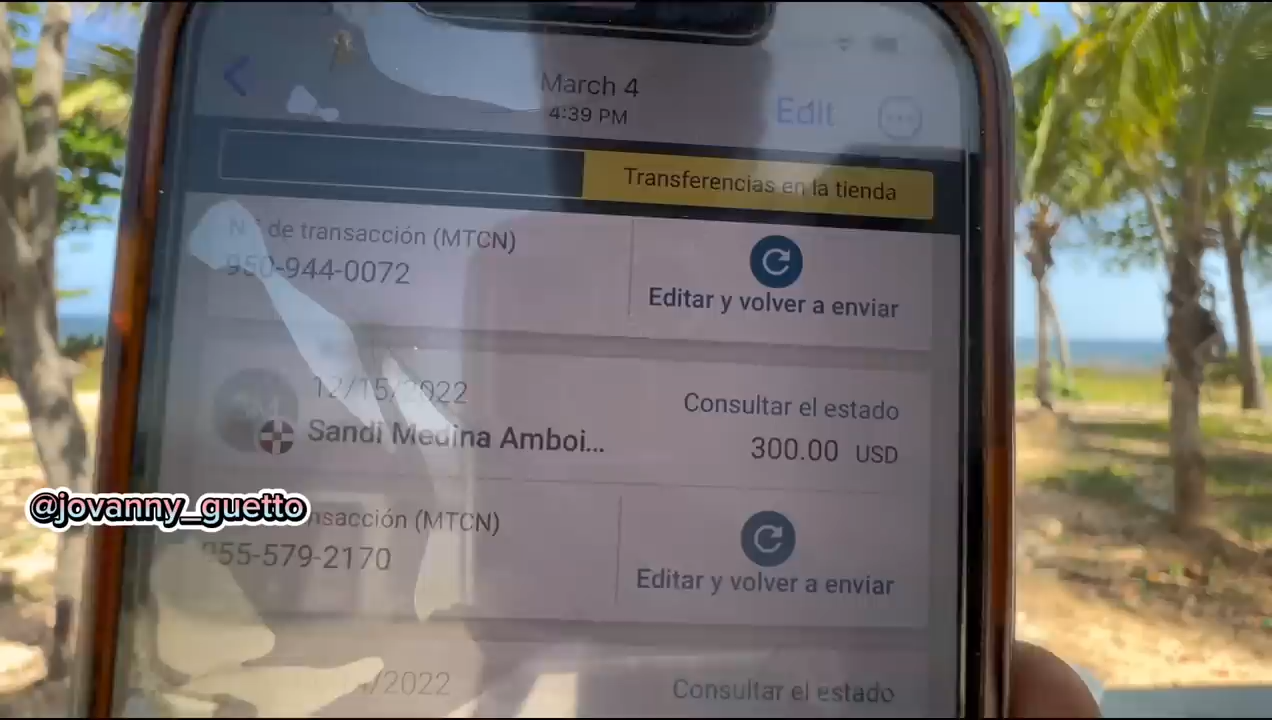 March 4
4:39 PM
Edit
Transferencias en la tienda
de transacción (MTCN)
950-944-0072
Editar y volver a enviar
12/15/2022
Sandi Medina Amboi...
Consultar el estado
300.00 USD
@jovanny_guetto
nsacción (MTCN)
55-579-2170
Editar y volver a enviar
/2022
Consultar el estado